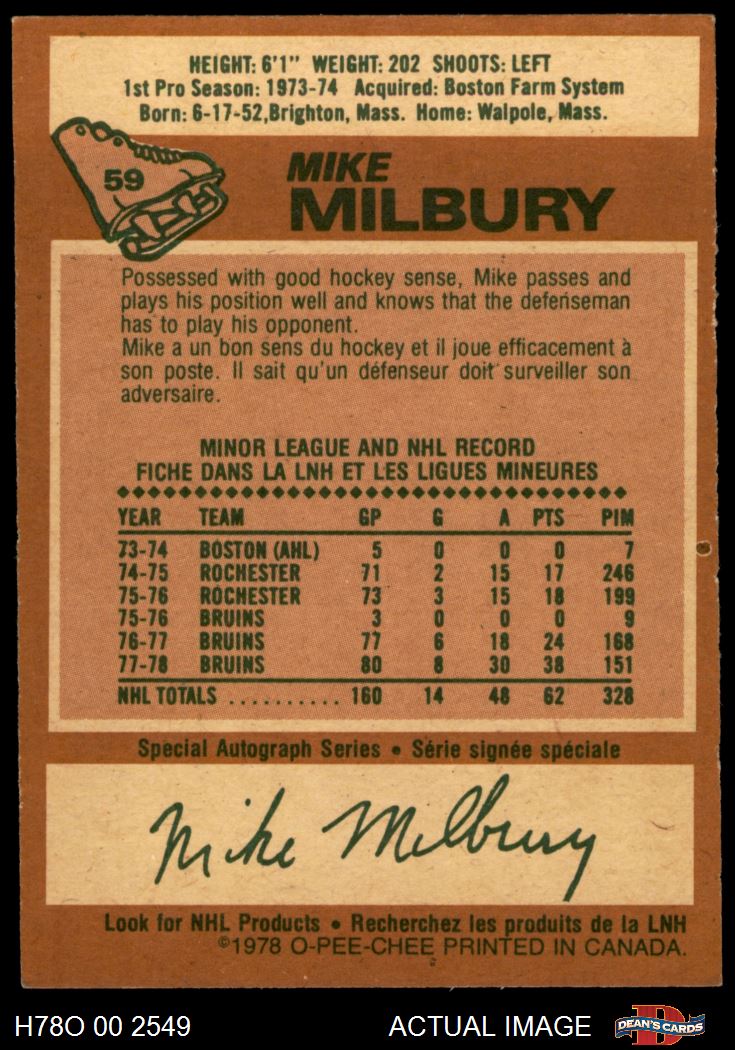 HEIGHT: 6'1" WEIGHT: 202 SHOOTS: LEFT
1st Pro Season: 1973-74 Acquired: Boston Farm System
Born: 6-17-52, Brighton, Mass. Home: Walpole, Mass.
59
MIKE
MILBURY
Possessed with good hockey sense, Mike passes and
plays his position well and knows that the defenseman
has to play his opponent.
Mike a un bon sens du hockey et il joue efficacement à
son poste. Il sait qu'un défenseur doit surveiller son
adversaire.
MINOR LEAGUE AND NHL RECORD
FICHE DANS LA LNH ET LES LIGUES MINEURES
YEAR TEAM GP G A PTS PIM
73-74 BOSTON (AHL) 5 0 0 0 7
74-75 ROCHESTER 71 2 15 17 246
75-76 ROCHESTER 73 3 15 18 199
75-76 BRUINS 3 0 0 0 9
76-77 BRUINS 77 6 18 24 168
77-78 BRUINS 80 8 30 38 151
NHL TOTALS .......... 160 14 48 62 328
Special Autograph Series • Série signée spéciale
Mike Milbury
Look for NHL Products • Recherchez les produits de la LNH
©1978 O-PEE-CHEE PRINTED IN CANADA.
H78O 00 2549 ACTUAL IMAGE DEAN'S CARDS